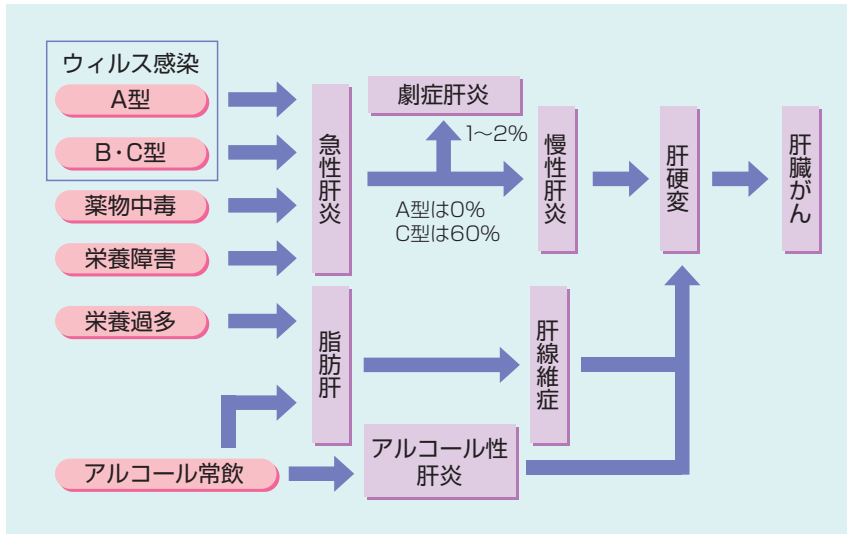 ウィルス感染
A型
B・C型
薬物中毒
栄養障害
栄養過多
アルコール常飲
急性肝炎
劇症肝炎
1〜2%
A型は0%
C型は60%
慢性肝炎
肝硬変
肝臓がん
脂肪肝
肝線維症
アルコール性
肝炎